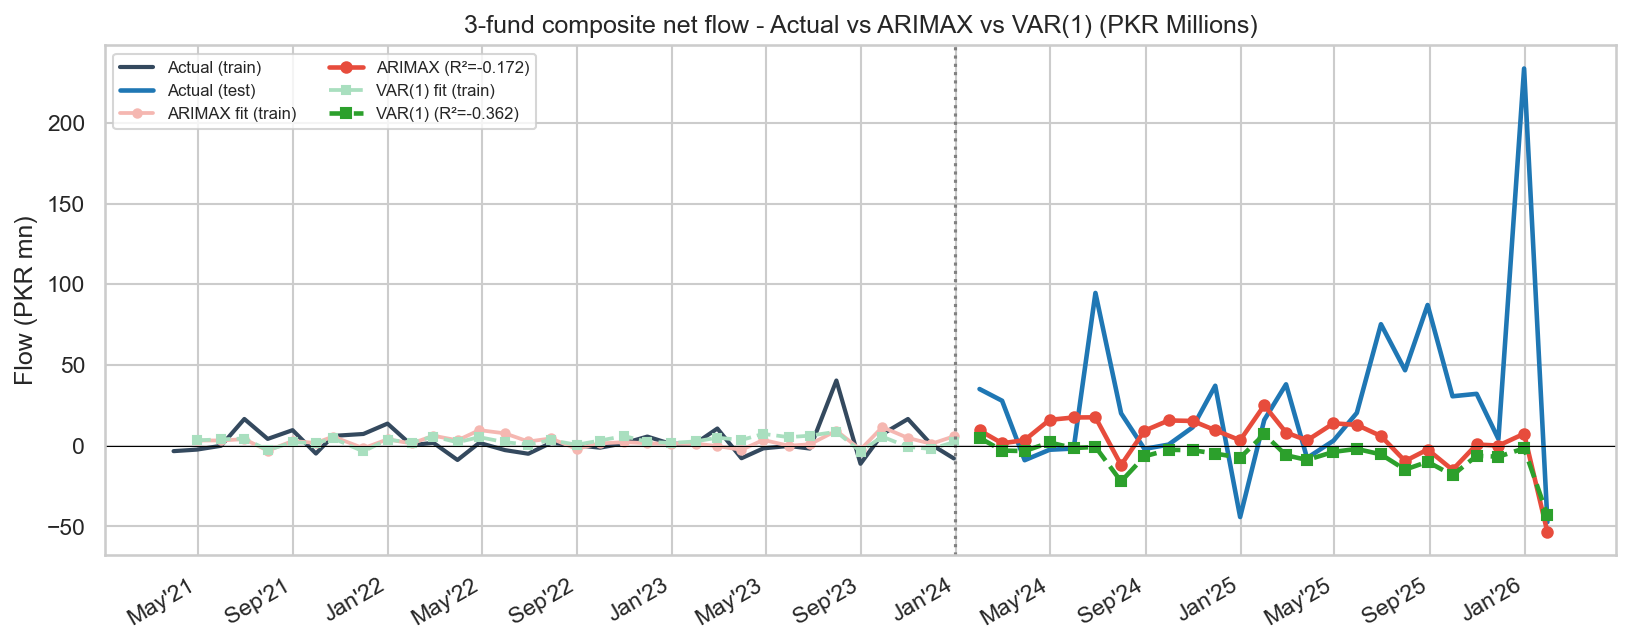 3-fund composite net flow - Actual vs ARIMAX vs VAR(1) (PKR Millions)
Actual (train)
Actual (test)
ARIMAX fit (train)
ARIMAX (R²=-0.172)
VAR(1) fit (train)
VAR(1) (R²=-0.362)
Flow (PKR mn)
200
150
100
50
0
−50
May'21
Sep'21
Jan'22
May'22
Sep'22
Jan'23
May'23
Sep'23
Jan'24
May'24
Sep'24
Jan'25
May'25
Sep'25
Jan'26